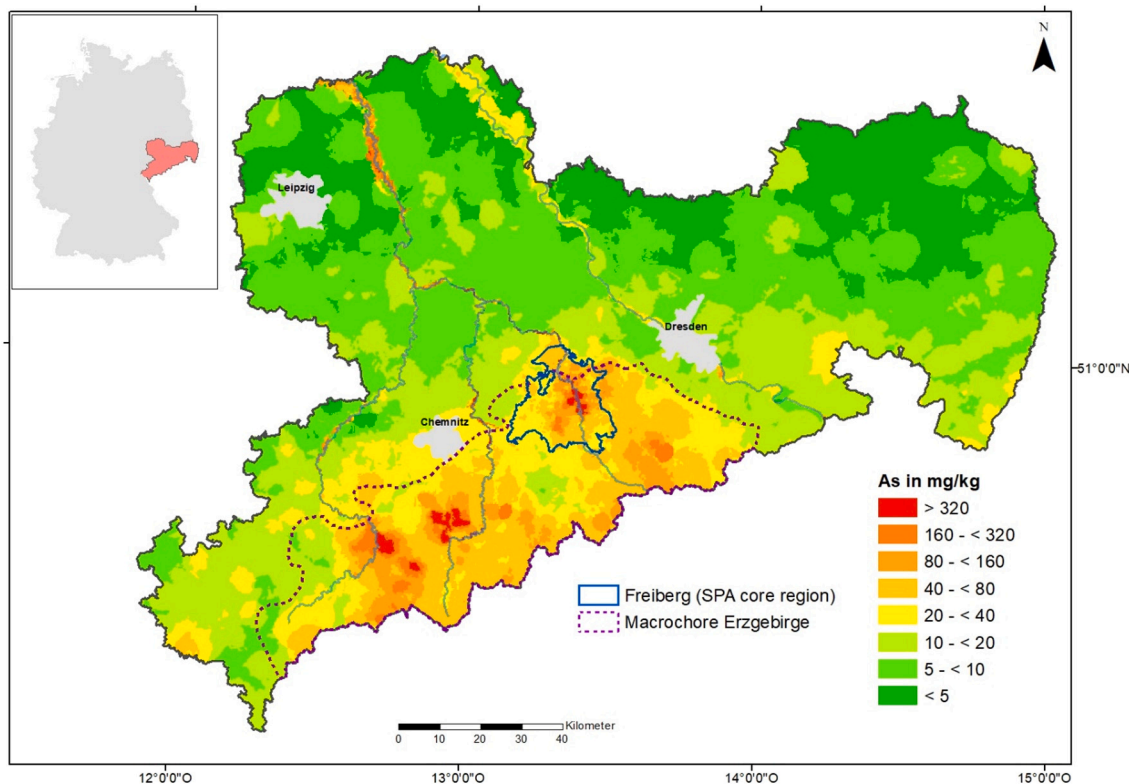 N
Leipzig
Dresden
51°0'0"N
Chemnitz
As in mg/kg
> 320
160 - < 320
80 - < 160
40 - < 80
20 - < 40
10 - < 20
5 - < 10
< 5
Freiberg (SPA core region)
Macrochore Erzgebirge
Kilometer
0 10 20 30 40
12°0'0"O 13°0'0"O 14°0'0"O 15°0'0"O